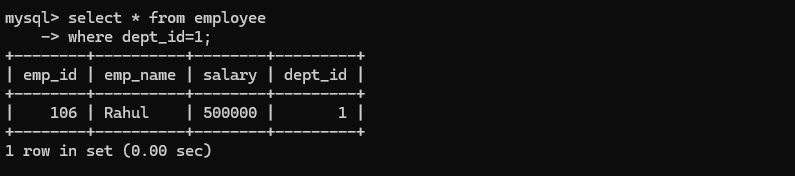 mysql> select * from employee
    -> where dept_id=1;
+--------+----------+--------+---------+
| emp_id | emp_name | salary | dept_id |
+--------+----------+--------+---------+
|    106 | Rahul    | 500000 |       1 |
+--------+----------+--------+---------+
1 row in set (0.00 sec)